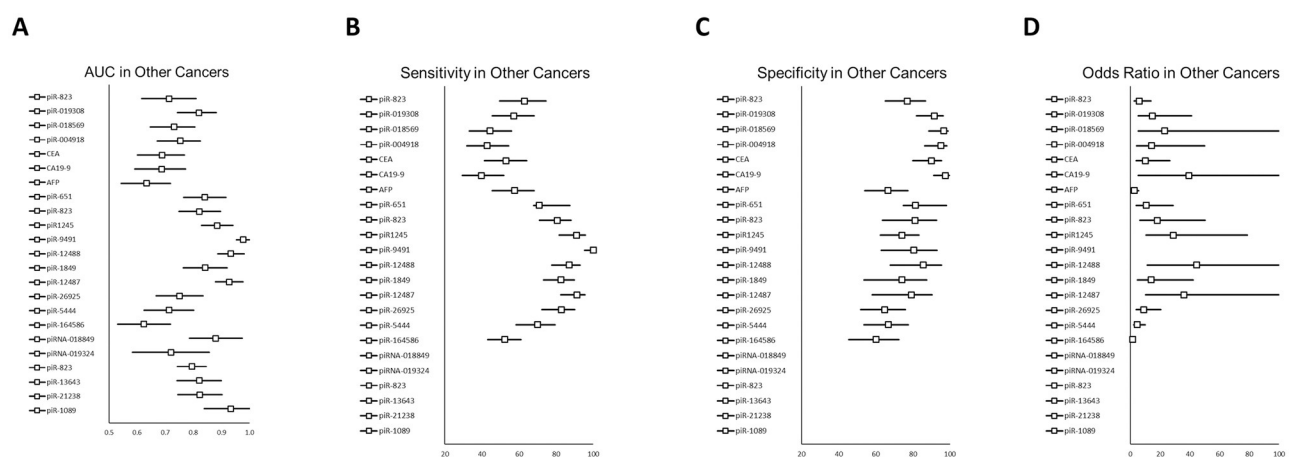 A
AUC in Other Cancers
piR-823
piR-019308
piR-018569
piR-004918
CEA
CA19-9
AFP
piR-651
piR-823
piR1245
piR-9491
piR-12488
piR-1849
piR-12487
piR-26925
piR-5444
piR-164586
piRNA-018849
piRNA-019324
piR-823
piR-13643
piR-21238
piR-1089
0.5 0.6 0.7 0.8 0.9 1.0
B
Sensitivity in Other Cancers
piR-823
piR-019308
piR-018569
piR-004918
CEA
CA19-9
AFP
piR-651
piR-823
piR1245
piR-9491
piR-12488
piR-1849
piR-12487
piR-26925
piR-5444
piR-164586
piRNA-018849
piRNA-019324
piR-823
piR-13643
piR-21238
piR-1089
20 40 60 80 100
C
Specificity in Other Cancers
piR-823
piR-019308
piR-018569
piR-004918
CEA
CA19-9
AFP
piR-651
piR-823
piR1245
piR-9491
piR-12488
piR-1849
piR-12487
piR-26925
piR-5444
piR-164586
piRNA-018849
piRNA-019324
piR-823
piR-13643
piR-21238
piR-1089
20 40 60 80 100
D
Odds Ratio in Other Cancers
piR-823
piR-019308
piR-018569
piR-004918
CEA
CA19-9
AFP
piR-651
piR-823
piR1245
piR-9491
piR-12488
piR-1849
piR-12487
piR-26925
piR-5444
piR-164586
piRNA-018849
piRNA-019324
piR-823
piR-13643
piR-21238
piR-1089
0 20 40 60 80 100